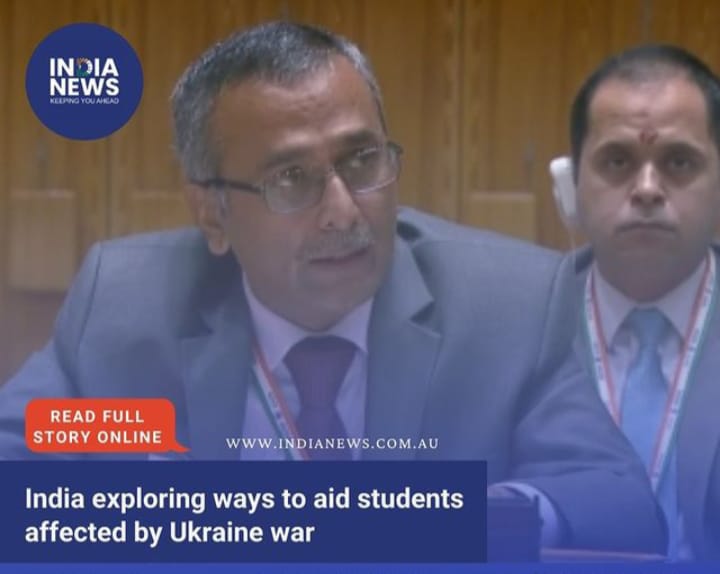 INDIA
NEWS
KEEPING YOU AHEAD
READ FULL
STORY ONLINE
WWW.INDIANEWS.COM.AU
India exploring ways to aid students
affected by Ukraine war